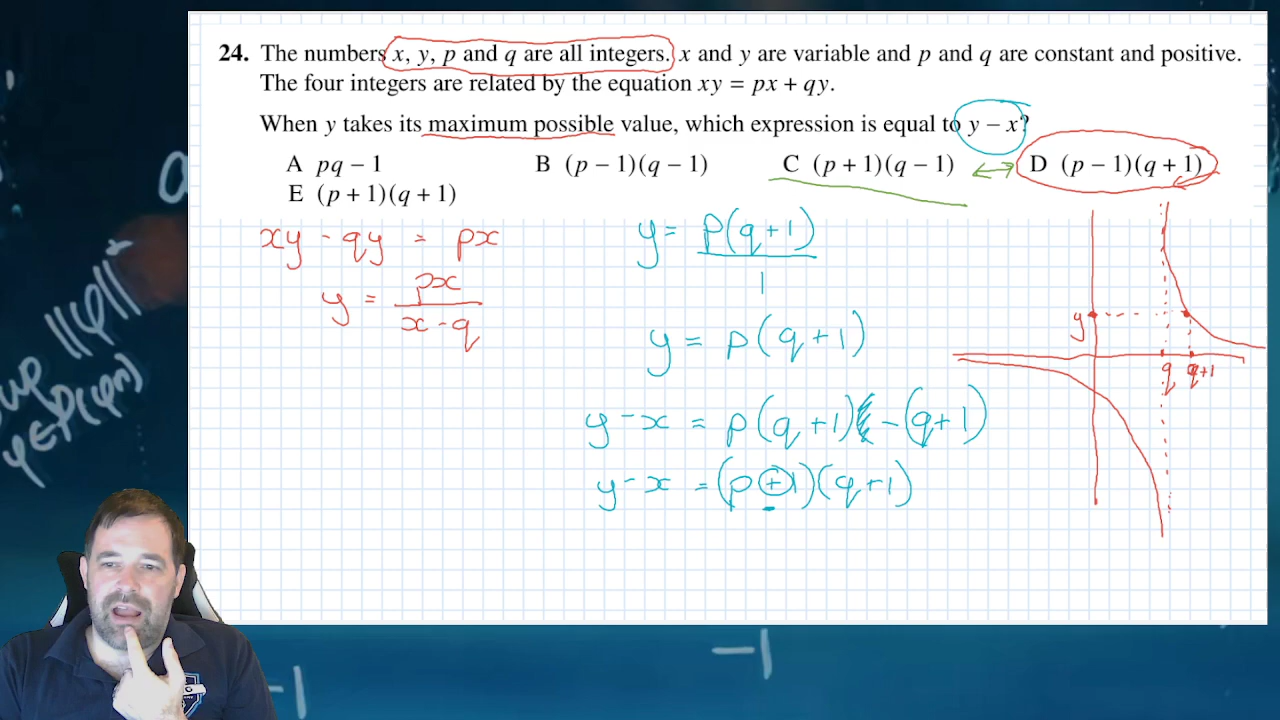 24. The numbers x, y, p and q are all integers. x and y are variable and p and q are constant and positive.
The four integers are related by the equation xy = px + qy.
When y takes its maximum possible value, which expression is equal to y − x?
A pq − 1 B (p − 1)(q − 1) C (p + 1)(q − 1) D (p − 1)(q + 1)
E (p + 1)(q + 1)
xy - qy = px
y = px / x - q
y = p(q+1) / 1
y = p(q+1)
y - x = p(q+1) - (q+1)
y - x = (p + 1)(q+1)
y
q q+1
||φ||
y∈P(φⁿ)
-1
-1